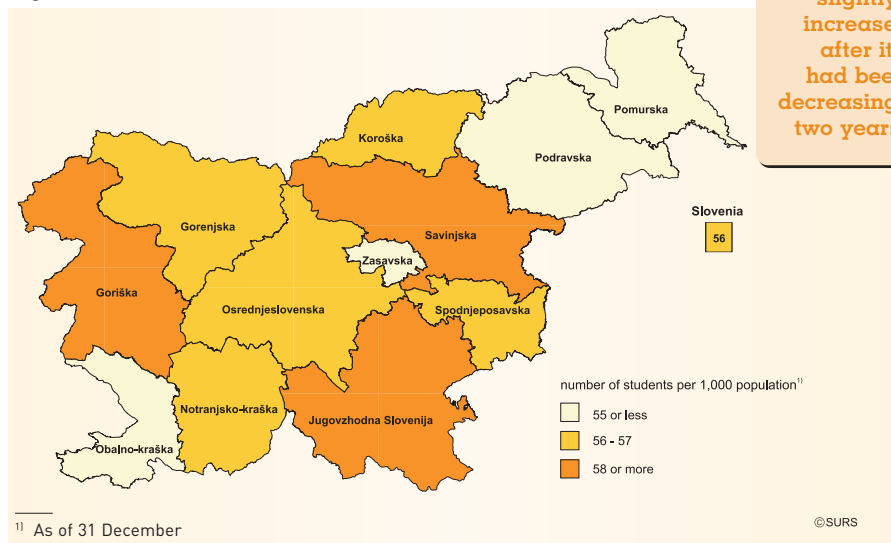 slightly
increase
after it
had bee
decreasing
two years
Pomurska
Koroška
Podravska
Slovenia
56
Gorenjska
Savinjska
Zasavska
Goriška
Osrednjeslovenska
Spodnjeposavska
number of students per 1,000 population¹⁾
55 or less
56 - 57
58 or more
Notranjsko-kraška
Jugovzhodna Slovenija
Obalno-kraška
¹⁾ As of 31 December
©SURS